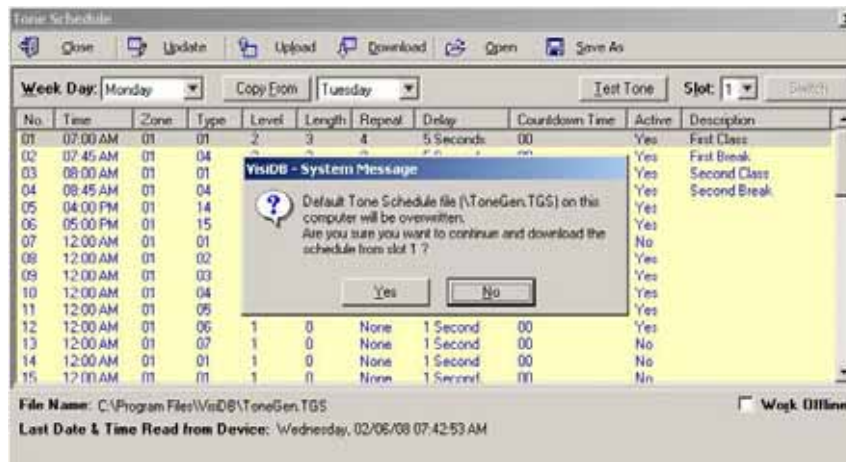 Tone Schedule
Close Update Upload Download Open Save As
Week Day: Monday Copy From Tuesday Test Tone Slot: 1 Switch
No. Time Zone Type Level Length Repeat Delay Countdown Time Active Description
01 07:00 AM 01 01 2 3 4 5 Seconds 00 Yes First Class
02 07:45 AM 01 04 Yes First Break
03 08:00 AM 01 01 Yes Second Class
04 08:45 AM 01 04 Yes Second Break
05 04:00 PM 01 14 Yes
06 05:00 PM 01 15 Yes
07 12:00 AM 01 01 No
08 12:00 AM 01 02 Yes
09 12:00 AM 01 03 Yes
10 12:00 AM 01 04 Yes
11 12:00 AM 01 05 Yes
12 12:00 AM 01 06 1 0 None 1 Second 00 Yes
13 12:00 AM 01 07 1 0 None 1 Second 00 No
14 12:00 AM 01 01 1 0 None 1 Second 00 No
15 12:00 AM 01 01 1 0 None 1 Second 00 No
VisiDB - System Message
Default Tone Schedule file (\ToneGen.TGS) on this
computer will be overwritten.
Are you sure you want to continue and download the
schedule from slot 1 ?
Yes No
File Name: C:\Program Files\VisiDB\ToneGen.TGS Work Offline
Last Date & Time Read from Device: Wednesday, 02/06/08 07:42:53 AM